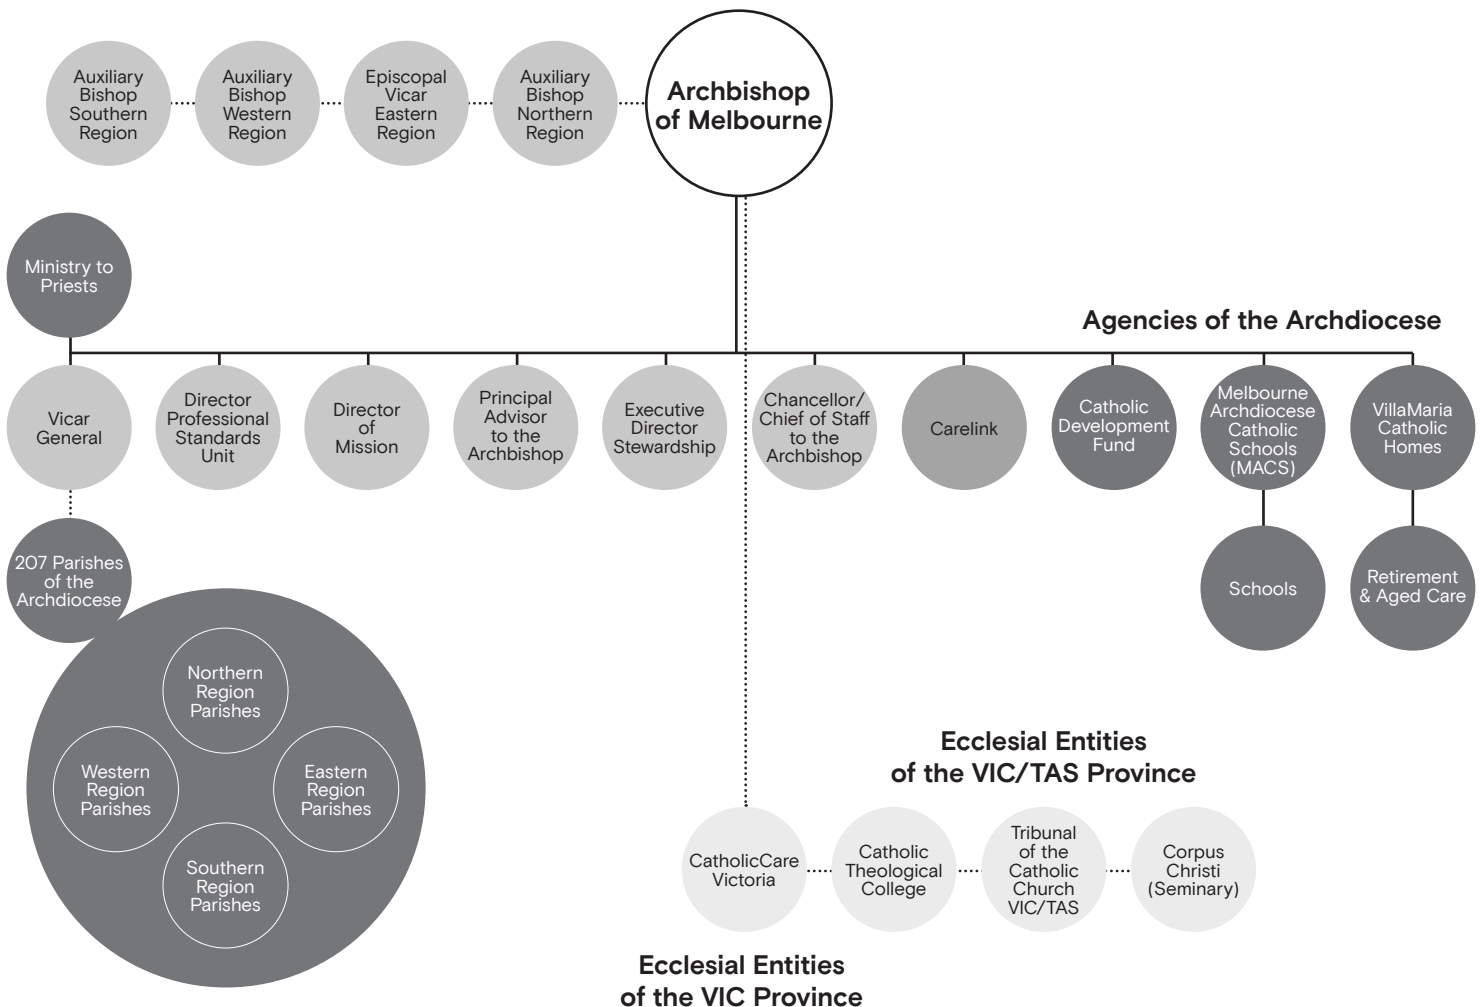 Auxiliary
Bishop
Southern
Region
Auxiliary
Bishop
Western
Region
Episcopal
Vicar
Eastern
Region
Auxiliary
Bishop
Northern
Region
Archbishop
of Melbourne
Ministry to
Priests
Agencies of the Archdiocese
Vicar
General
Director
Professional
Standards
Unit
Director
of
Mission
Principal
Advisor
to the
Archbishop
Executive
Director
Stewardship
Chancellor/
Chief of Staff
to the
Archbishop
Carelink
Catholic
Development
Fund
Melbourne
Archdiocese
Catholic
Schools
(MACS)
VillaMaria
Catholic
Homes
207 Parishes
of the
Archdiocese
Schools
Retirement
& Aged Care
Northern
Region
Parishes
Western
Region
Parishes
Eastern
Region
Parishes
Southern
Region
Parishes
Ecclesial Entities
of the VIC/TAS Province
CatholicCare
Victoria
Catholic
Theological
College
Tribunal
of the
Catholic
Church
VIC/TAS
Corpus
Christi
(Seminary)
Ecclesial Entities
of the VIC Province